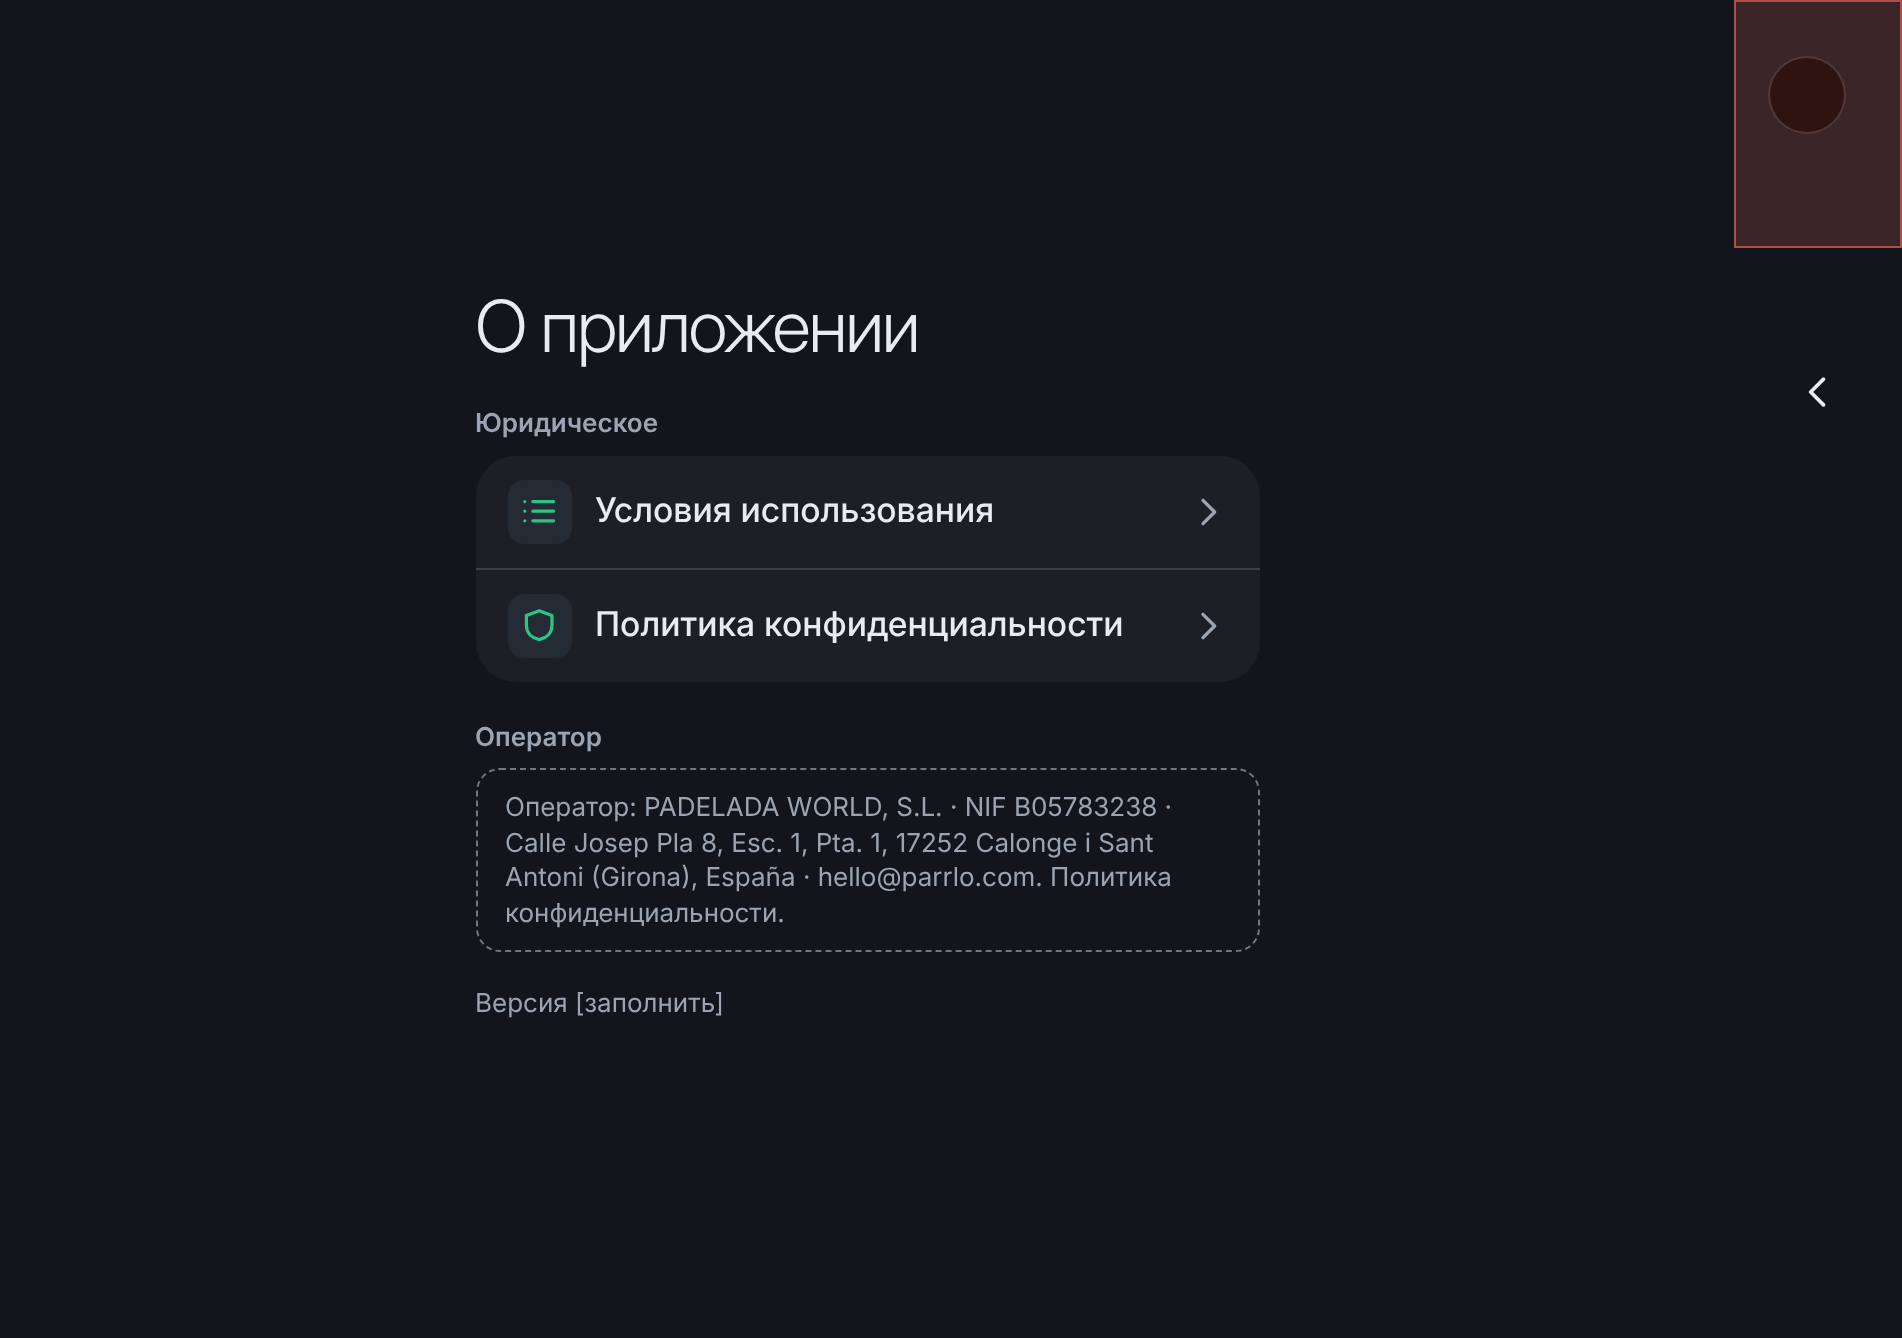 О приложении
Юридическое
Условия использования
Политика конфиденциальности
Оператор
Оператор: PADELADA WORLD, S.L. · NIF B05783238 ·
Calle Josep Pla 8, Esc. 1, Pta. 1, 17252 Calonge i Sant
Antoni (Girona), España · hello@parrlo.com. Политика
конфиденциальности.
Версия [заполнить]